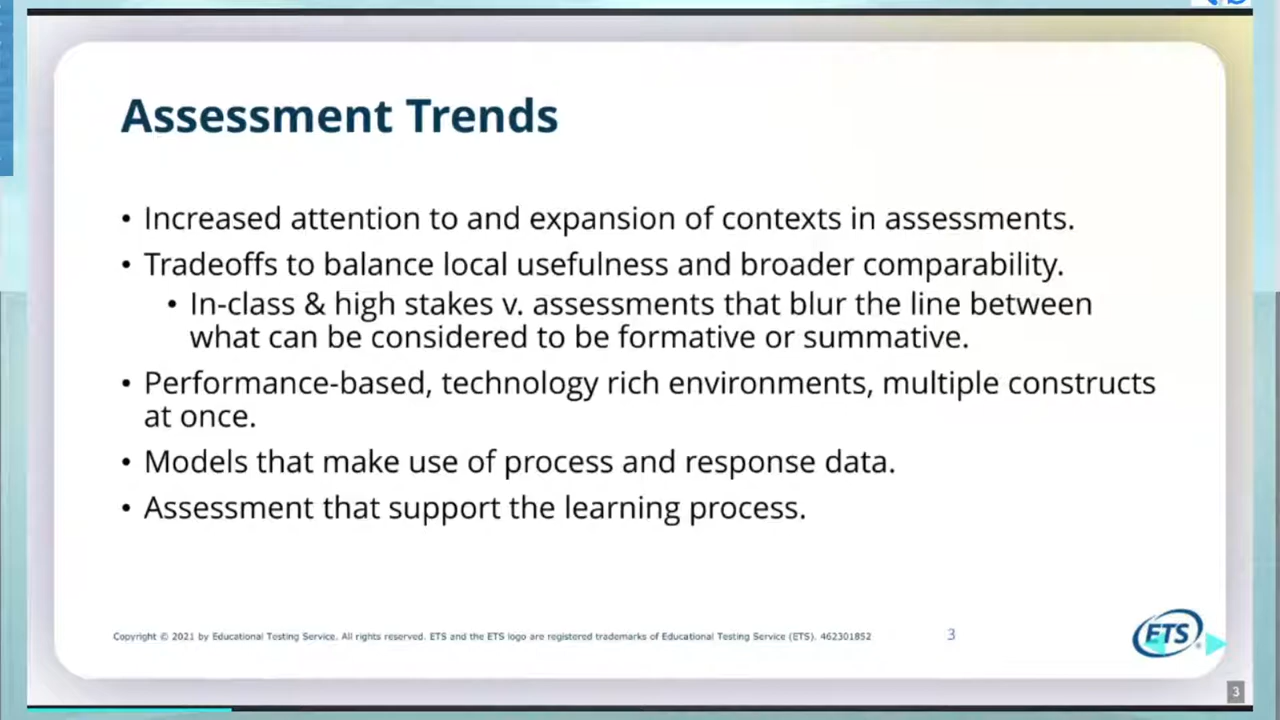 Assessment Trends
• Increased attention to and expansion of contexts in assessments.
• Tradeoffs to balance local usefulness and broader comparability.
• In-class & high stakes v. assessments that blur the line between
what can be considered to be formative or summative.
• Performance-based, technology rich environments, multiple constructs
at once.
• Models that make use of process and response data.
• Assessment that support the learning process.
Copyright © 2021 by Educational Testing Service. All rights reserved. ETS and the ETS logo are registered trademarks of Educational Testing Service (ETS). 462301852
3
ETS®
3